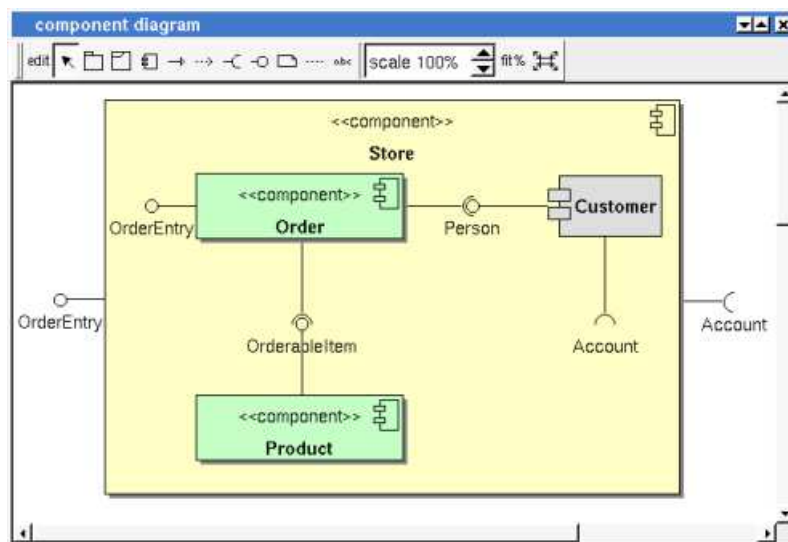 component diagram
edit
abc
scale 100%
fit%
<<component>>
Store
<<component>>
Order
Customer
OrderEntry
Person
OrderEntry
OrderableItem
Account
Account
<<component>>
Product